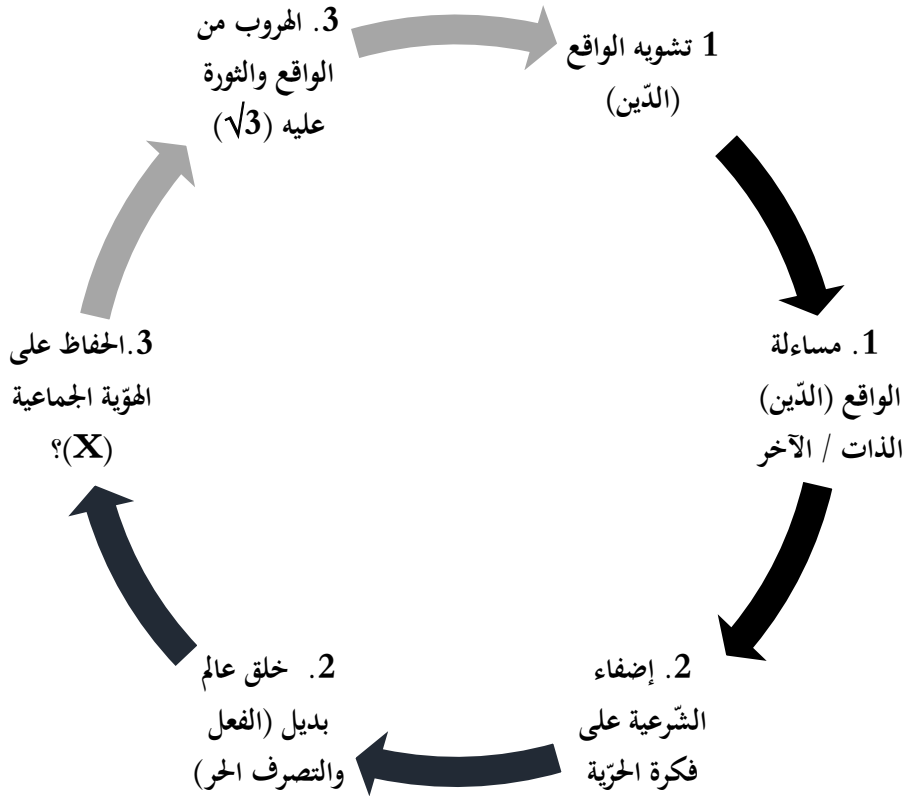 1 تشويه الواقع
(الدّين)
1. مساءلة
الواقع (الدّين)
الذات / الآخر
2. إضفاء
الشّرعية على
فكرة الحرّية
2. خلق عالم
بديل (الفعل
والتصرف الحر)
3.الحفاظ على
الهوّية الجماعية
(X)؟
3. الهروب من
الواقع والثورة
عليه (√3)